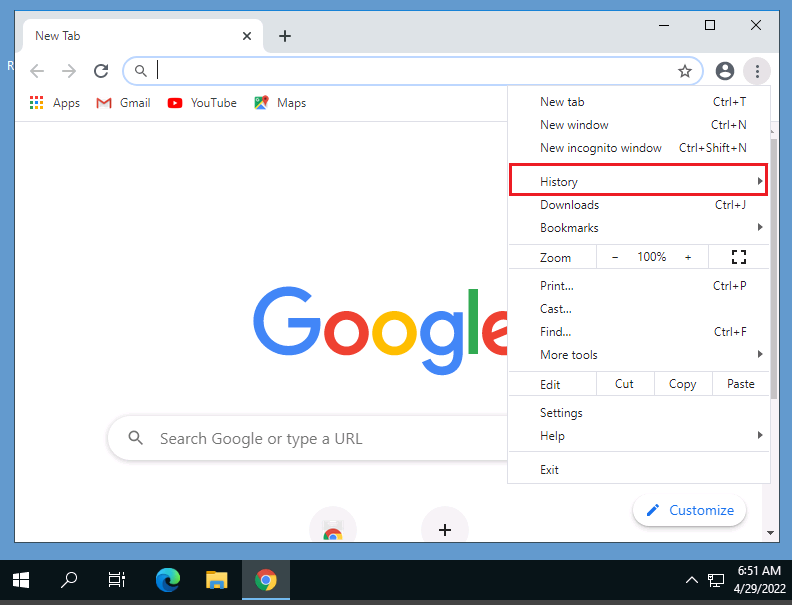 New Tab
R
Apps Gmail YouTube Maps
New tab Ctrl+T
New window Ctrl+N
New incognito window Ctrl+Shift+N
History
Downloads Ctrl+J
Bookmarks
Zoom − 100% +
Print... Ctrl+P
Cast...
Find... Ctrl+F
More tools
Edit Cut Copy Paste
Settings
Help
Exit
Google
Search Google or type a URL
Customize
6:51 AM
4/29/2022